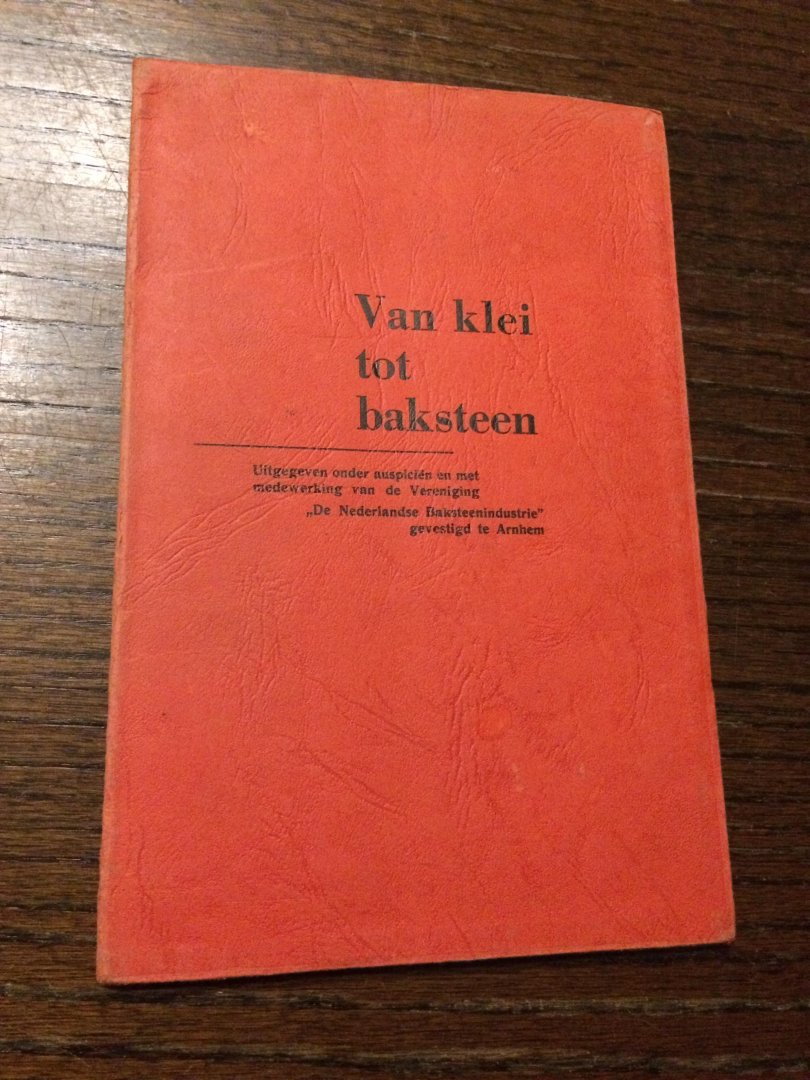 Van klei
tot
baksteen
Uitgegeven onder auspiciën en met
medewerking van de Vereniging
„De Nederlandse Baksteenindustrie”
gevestigd te Arnhem